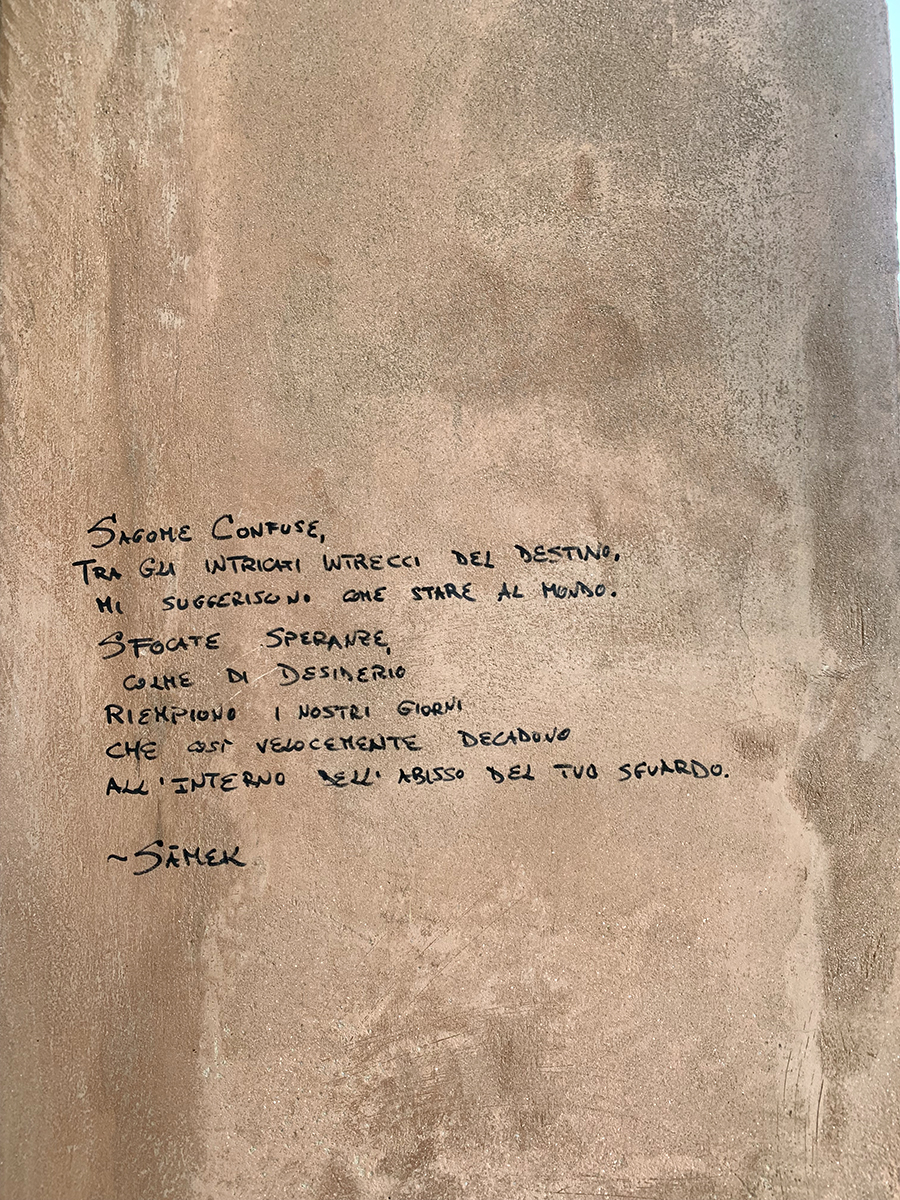 SAGOME CONFUSE,
TRA GLI INTRICATI INTRECCI DEL DESTINO,
MI SUGGERISCONO COME STARE AL MONDO.
SFOCATE SPERANZE,
COLME DI DESIDERIO
RIEMPIONO I NOSTRI GIORNI
CHE COSÌ VELOCEMENTE DECADONO
ALL'INTERNO DELL'ABISSO DEL TUO SGUARDO.
~SĀMEK